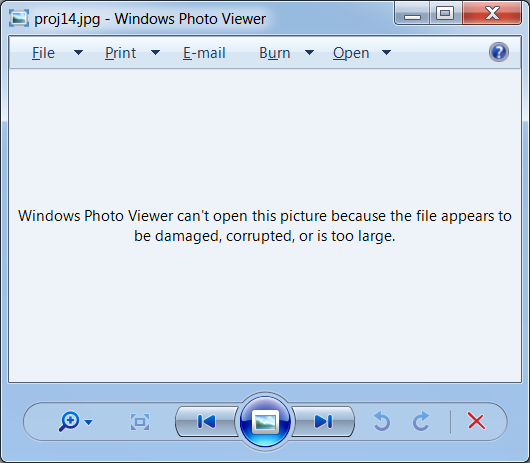 proj14.jpg - Windows Photo Viewer
File Print E-mail Burn Open ?
Windows Photo Viewer can't open this picture because the file appears to
be damaged, corrupted, or is too large.